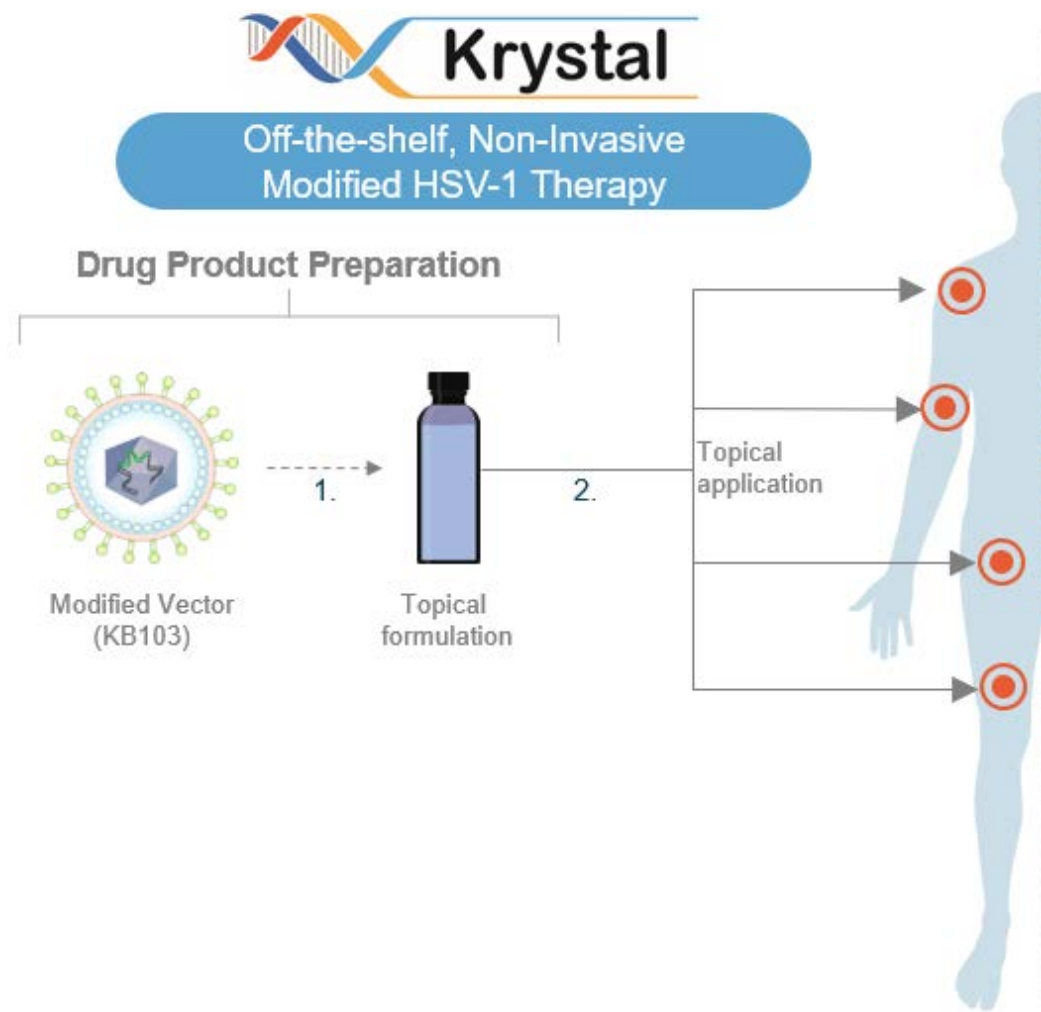 Krystal
Off-the-shelf, Non-Invasive
Modified HSV-1 Therapy
Drug Product Preparation
1.
2.
Topical
application
Modified Vector
(KB103)
Topical
formulation